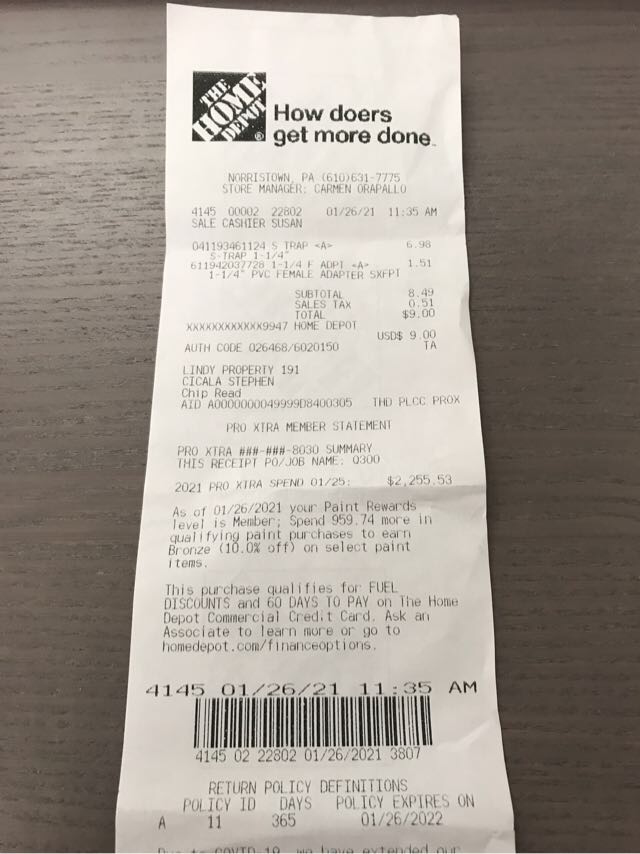 THE
HOME
DEPOT
®
How doers
get more done™
NORRISTOWN, PA (610)631-7775
STORE MANAGER: CARMEN ORAPALLO
4145 00002 22802 01/26/21 11:35 AM
SALE CASHIER SUSAN
041193461124 S TRAP <A> 6.98
S-TRAP 1-1/4"
611942037728 1-1/4 F ADPT <A> 1.51
1-1/4" PVC FEMALE ADAPTER SXFPT
SUBTOTAL 8.49
SALES TAX 0.51
TOTAL $9.00
XXXXXXXXXXXX9947 HOME DEPOT
USD$ 9.00
AUTH CODE 026468/6020150 TA
LINDY PROPERTY 191
CICALA STEPHEN
Chip Read
AID A0000000049999D8400305 THD PLCC PROX
PRO XTRA MEMBER STATEMENT
PRO XTRA ###-###-8030 SUMMARY
THIS RECEIPT PO/JOB NAME: Q300
2021 PRO XTRA SPEND 01/25: $2,255.53
As of 01/26/2021 your Paint Rewards
level is Member; Spend 959.74 more in
qualifying paint purchases to earn
Bronze (10.0% off) on select paint
items.
This purchase qualifies for FUEL
DISCOUNTS and 60 DAYS TO PAY on The Home
Depot Commercial Credit Card. Ask an
Associate to learn more or go to
homedepot.com/financeoptions.
4145 01/26/21 11:35 AM
4145 02 22802 01/26/2021 3807
RETURN POLICY DEFINITIONS
POLICY ID DAYS POLICY EXPIRES ON
A 11 365 01/26/2022
Due to COVID-19, we have extended our